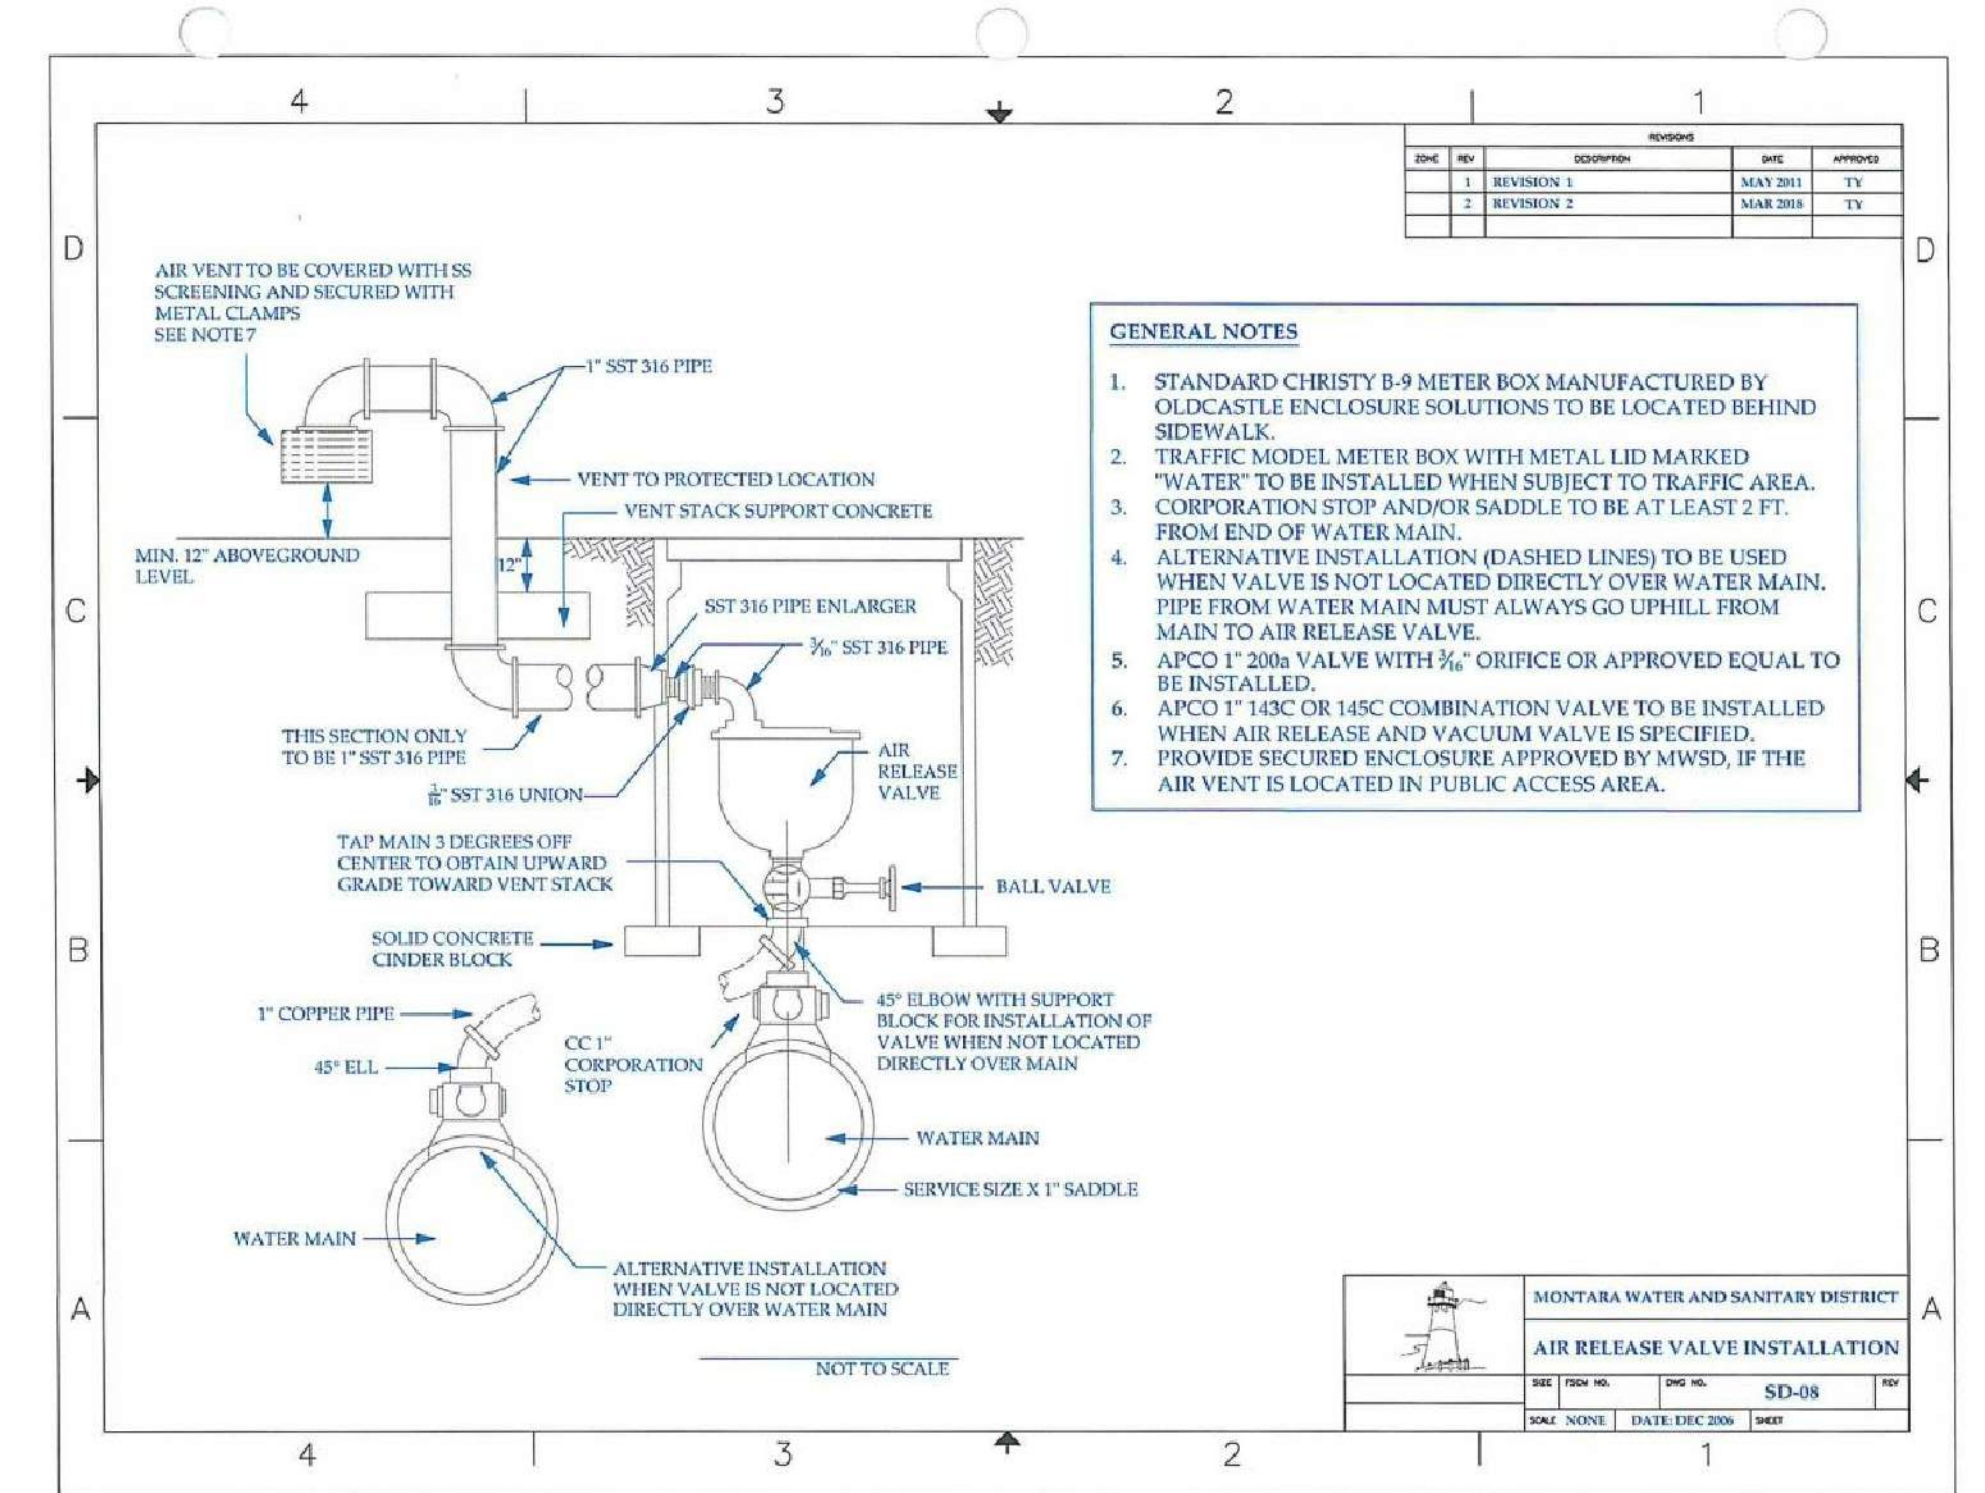 4 3 2 1
REVISIONS
ZONE REV DESCRIPTION DATE APPROVED
1 REVISION 1 MAY 2011 TY
2 REVISION 2 MAR 2018 TY
D D
AIR VENT TO BE COVERED WITH SS
SCREENING AND SECURED WITH
METAL CLAMPS
SEE NOTE 7
1" SST 316 PIPE
VENT TO PROTECTED LOCATION
VENT STACK SUPPORT CONCRETE
MIN. 12" ABOVEGROUND
LEVEL
12"
C C
SST 316 PIPE ENLARGER
3/16" SST 316 PIPE
THIS SECTION ONLY
TO BE 1" SST 316 PIPE
AIR
RELEASE
VALVE
3/16" SST 316 UNION
TAP MAIN 3 DEGREES OFF
CENTER TO OBTAIN UPWARD
GRADE TOWARD VENT STACK
BALL VALVE
SOLID CONCRETE
CINDER BLOCK
B B
1" COPPER PIPE
45° ELL
CC 1"
CORPORATION
STOP
45° ELBOW WITH SUPPORT
BLOCK FOR INSTALLATION OF
VALVE WHEN NOT LOCATED
DIRECTLY OVER MAIN
WATER MAIN
SERVICE SIZE X 1" SADDLE
WATER MAIN
ALTERNATIVE INSTALLATION
WHEN VALVE IS NOT LOCATED
DIRECTLY OVER WATER MAIN
NOT TO SCALE
GENERAL NOTES
1. STANDARD CHRISTY B-9 METER BOX MANUFACTURED BY
OLDCASTLE ENCLOSURE SOLUTIONS TO BE LOCATED BEHIND
SIDEWALK.
2. TRAFFIC MODEL METER BOX WITH METAL LID MARKED
"WATER" TO BE INSTALLED WHEN SUBJECT TO TRAFFIC AREA.
3. CORPORATION STOP AND/OR SADDLE TO BE AT LEAST 2 FT.
FROM END OF WATER MAIN.
4. ALTERNATIVE INSTALLATION (DASHED LINES) TO BE USED
WHEN VALVE IS NOT LOCATED DIRECTLY OVER WATER MAIN.
PIPE FROM WATER MAIN MUST ALWAYS GO UPHILL FROM
MAIN TO AIR RELEASE VALVE.
5. APCO 1" 200a VALVE WITH 3/16" ORIFICE OR APPROVED EQUAL TO
BE INSTALLED.
6. APCO 1" 143C OR 145C COMBINATION VALVE TO BE INSTALLED
WHEN AIR RELEASE AND VACUUM VALVE IS SPECIFIED.
7. PROVIDE SECURED ENCLOSURE APPROVED BY MWSD, IF THE
AIR VENT IS LOCATED IN PUBLIC ACCESS AREA.
A A
MONTARA WATER AND SANITARY DISTRICT
AIR RELEASE VALVE INSTALLATION
SIZE FSCM NO. DWG NO. SD-08 REV
SCALE NONE DATE: DEC 2006 SHEET
4 3 2 1